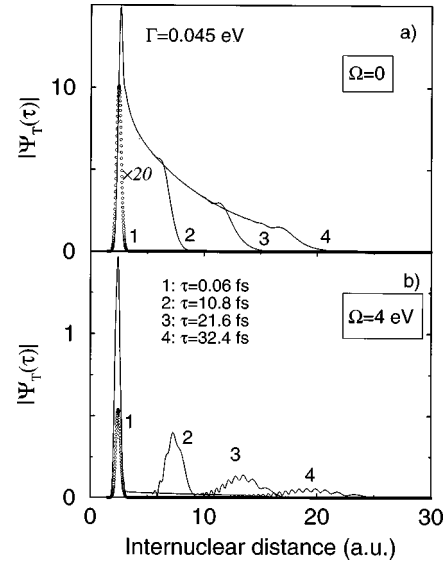 Γ=0.045 eV
a)
Ω=0
10
0
|Ψ_T(τ)|
×20
1
2
3
4
b)
1: τ=0.06 fs
2: τ=10.8 fs
3: τ=21.6 fs
4: τ=32.4 fs
Ω=4 eV
1
0
|Ψ_T(τ)|
1
2
3
4
0
10
20
30
Internuclear distance (a.u.)